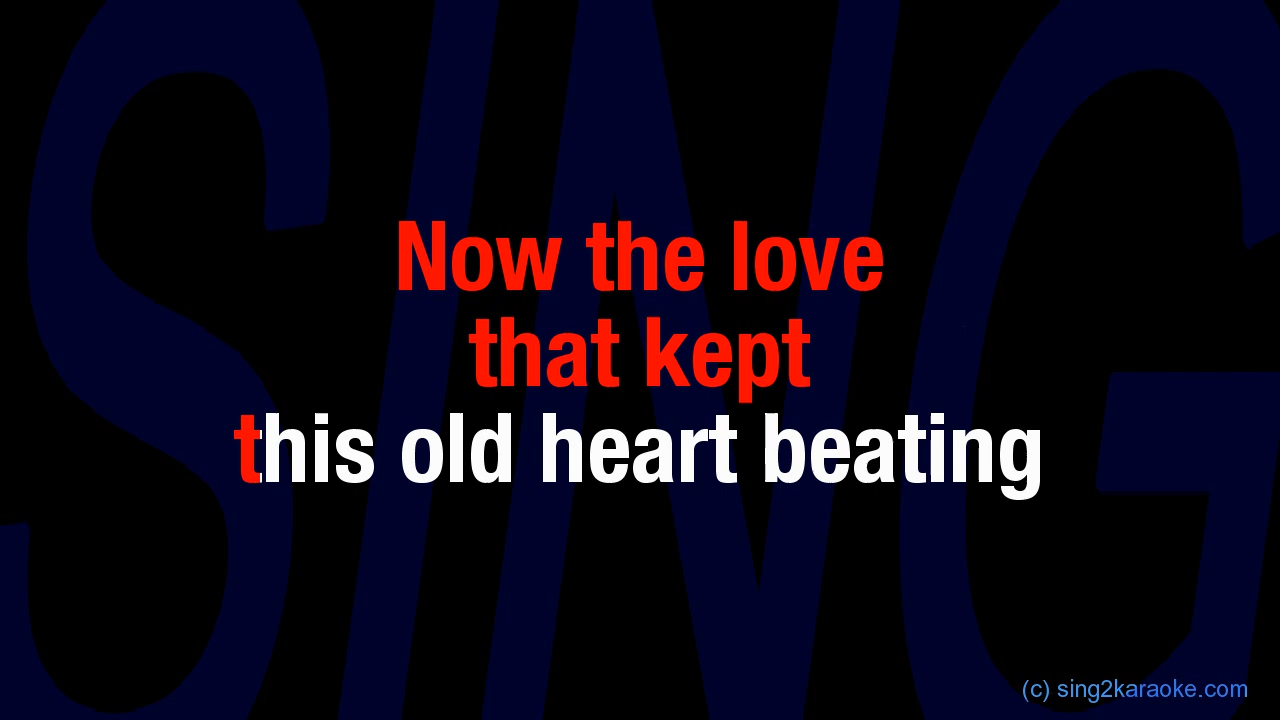 SING
Now the love
that kept
this old heart beating
(c) sing2karaoke.com